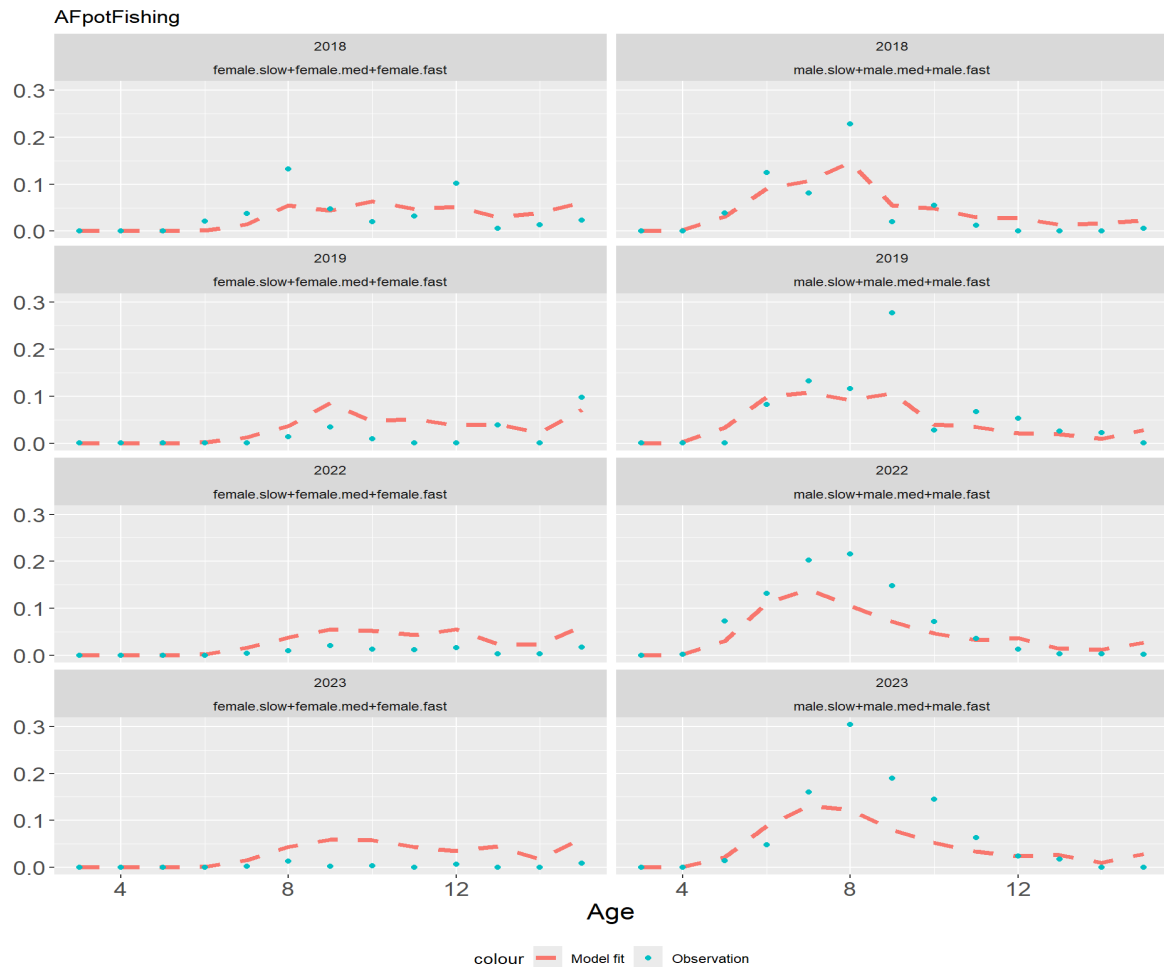 AFpotFishing
2018
female.slow+female.med+female.fast
2018
male.slow+male.med+male.fast
0.3
0.2
0.1
0.0
2019
female.slow+female.med+female.fast
2019
male.slow+male.med+male.fast
0.3
0.2
0.1
0.0
2022
female.slow+female.med+female.fast
2022
male.slow+male.med+male.fast
0.3
0.2
0.1
0.0
2023
female.slow+female.med+female.fast
2023
male.slow+male.med+male.fast
0.3
0.2
0.1
0.0
4 8 12 4 8 12
Age
colour Model fit Observation